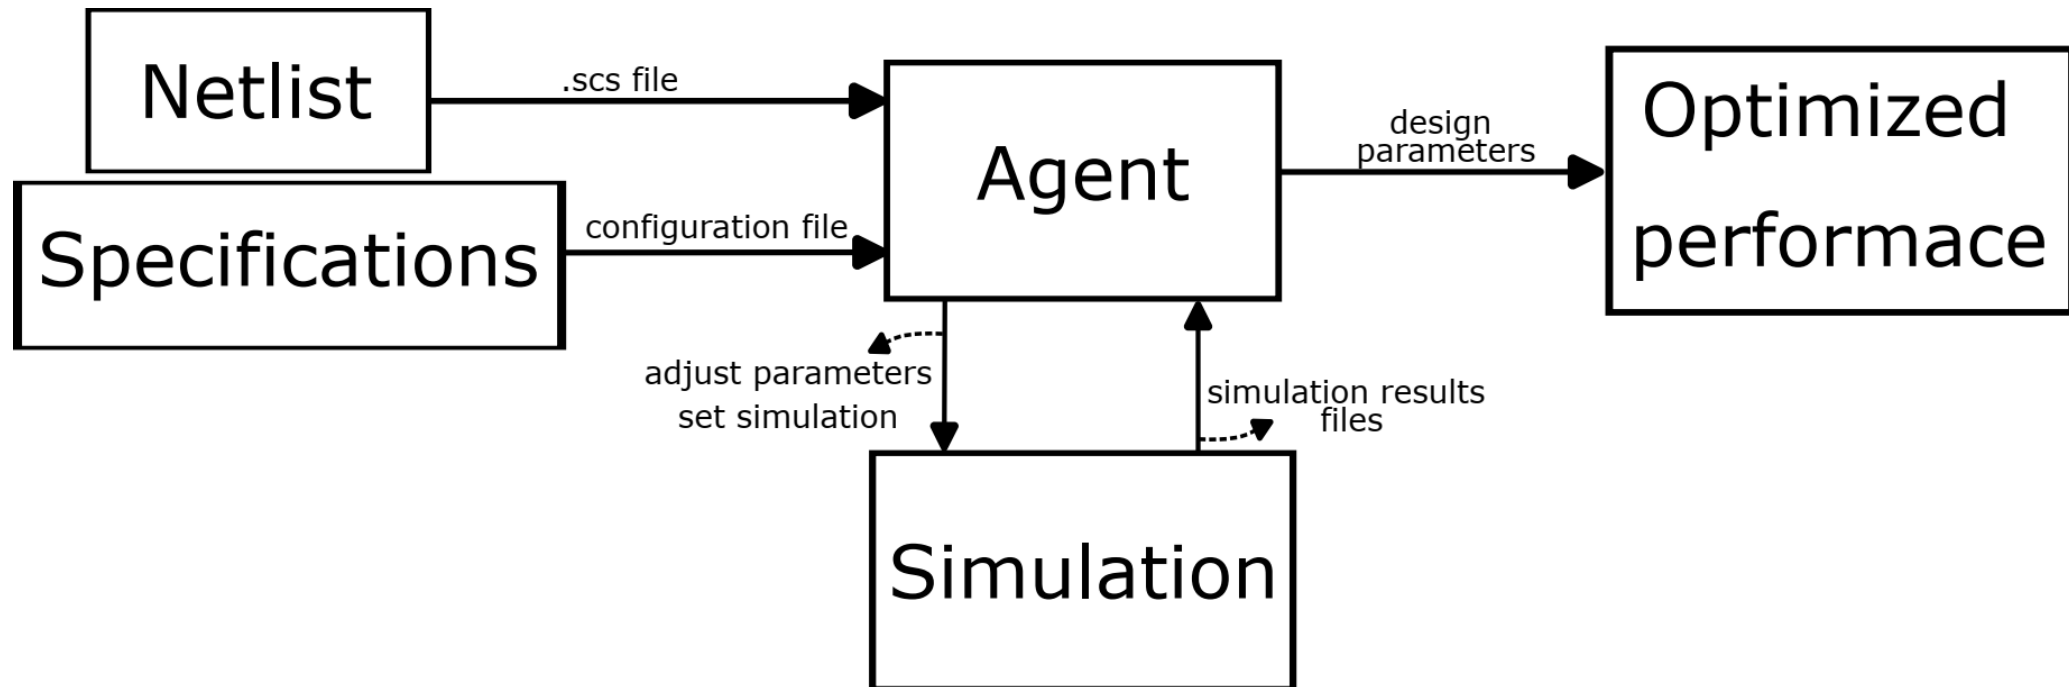 Netlist
.scs file
Specifications
configuration file
Agent
design
parameters
Optimized
performace
adjust parameters
set simulation
simulation results
files
Simulation